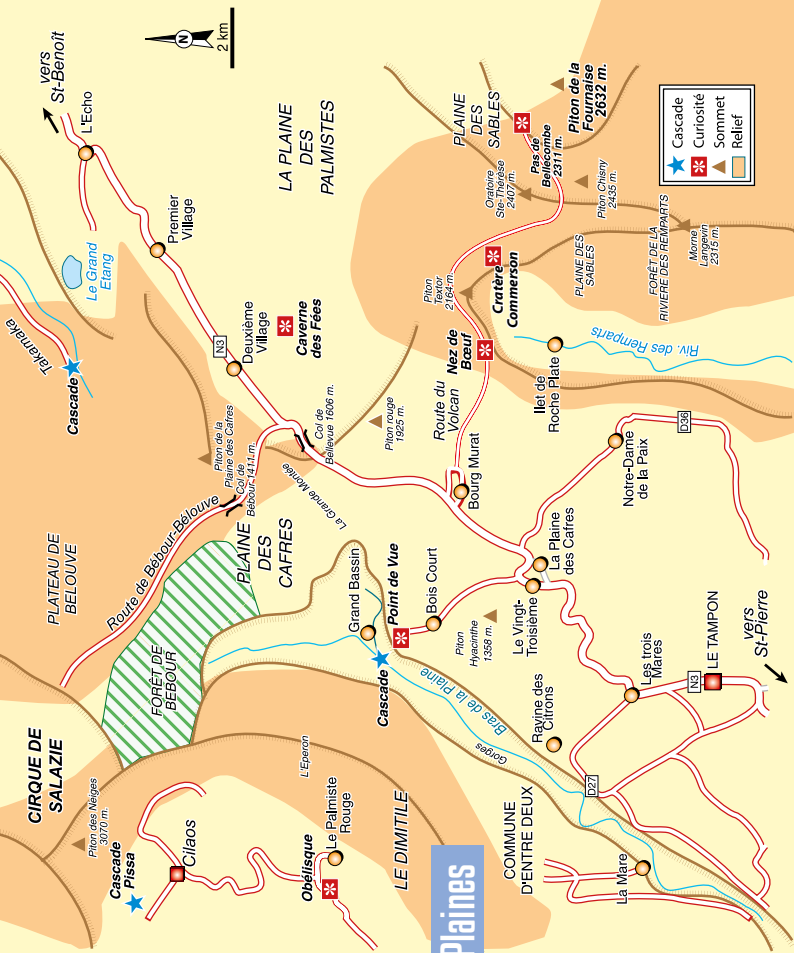 CIRQUE DE
SALAZIE
Piton des Neiges
3070 m.
Cascade
Pissa
Cilaos
Obélisque
Le Palmiste
Rouge
LE DIMITILE
L'Eperon
Plaines
COMMUNE
D'ENTRE DEUX
La Mare
D27
Gorges
Bras de la Plaine
Ravine des
Citrons
Les trois
Mares
N3
LE TAMPON
vers
St-Pierre
PLATEAU DE
BELOUVE
FORÊT DE
BEBOUR
Route de Bébour-Bélouve
PLAINE
DES
CAFRES
Grand Bassin
Cascade
Point de Vue
Bois Court
Piton
Hyacinthe
1358 m.
Le Vingt-
Troisième
La Plaine
des Cafres
Notre-Dame
de la Paix
D36
Takamaka
Cascade
Piton de la
Plaine des Cafres
Col de
Bébour 1411 m.
La Grande Montée
Col de
Bellevue 1606 m.
Piton rouge
1925 m.
Bourg Murat
Route du
Volcan
Nez de
Bœuf
Ilet de
Roche Plate
Riv. des Remparts
vers
St-Benoît
L'Echo
Le Grand
Etang
Premier
Village
N3
Deuxième
Village
Caverne
des Fées
LA PLAINE
DES
PALMISTES
Piton
Textor
2164 m.
Cratère
Commerson
Oratoire
Ste-Thérèse
2407 m.
PLAINE
DES
SABLES
Pas de
Bellecombe
2311 m.
Piton de la
Fournaise
2632 m.
Piton Chisny
2435 m.
PLAINE DES
SABLES
FORÊT DE LA
RIVIERE DES REMPARTS
Morne
Langevin
2315 m.
N
2 km
Cascade
Curiosité
Sommet
Relief